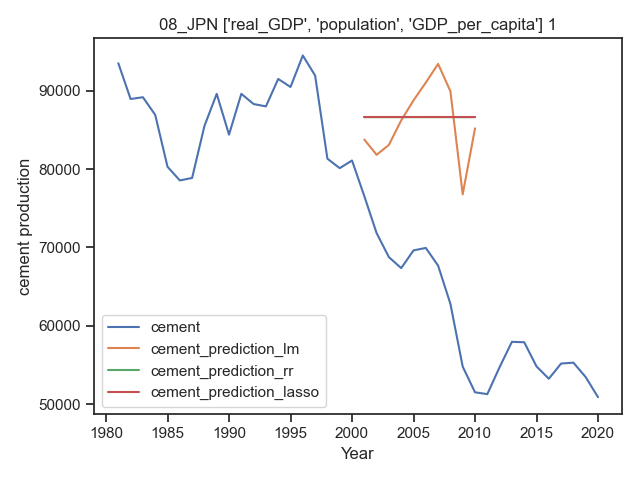 08_JPN ['real_GDP', 'population', 'GDP_per_capita'] 1
cement production
90000
80000
70000
60000
50000
cement
cement_prediction_lm
cement_prediction_rr
cement_prediction_lasso
1980 1985 1990 1995 2000 2005 2010 2015 2020
Year